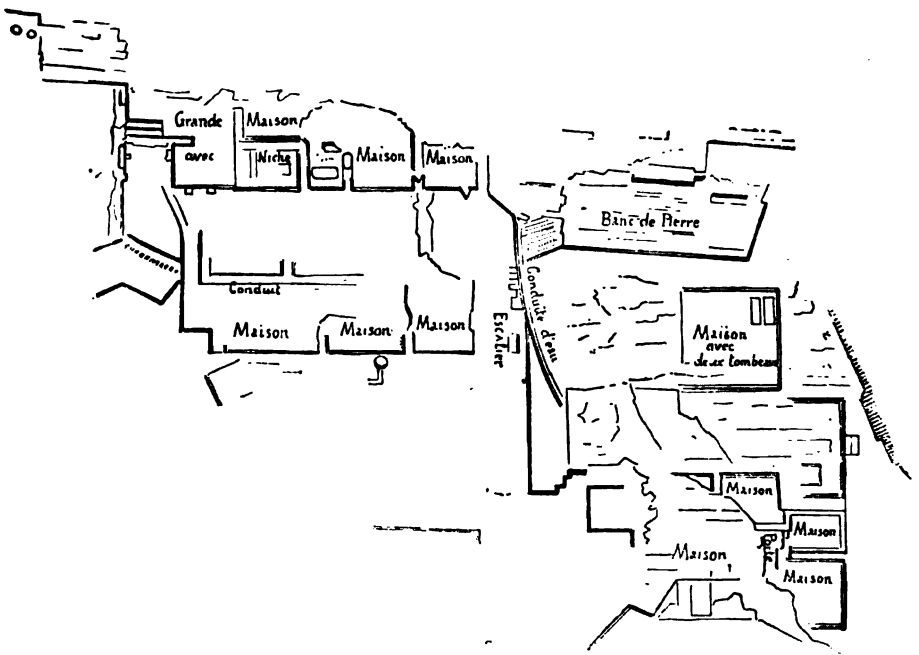 Grande Maison
avec Niche
Maison
Maison
Banc de Pierre
Conduit
Conduite d'eau
Escalier
Maison
Maison
Maison
Maison
avec
deux tombeaux
Maison
Maison
Maison
Maison